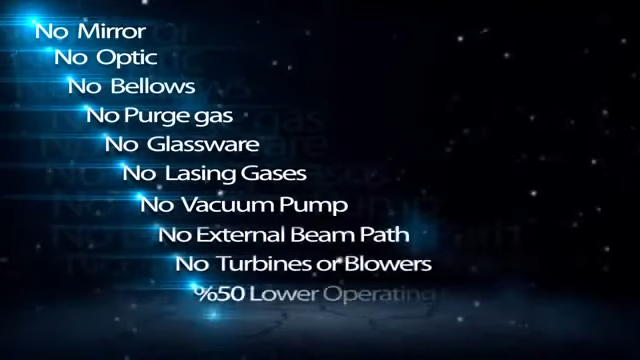 No Mirror
No Optic
No Bellows
No Purge gas
No Glassware
No Lasing Gases
No Vacuum Pump
No External Beam Path
No Turbines or Blowers
%50 Lower Operating